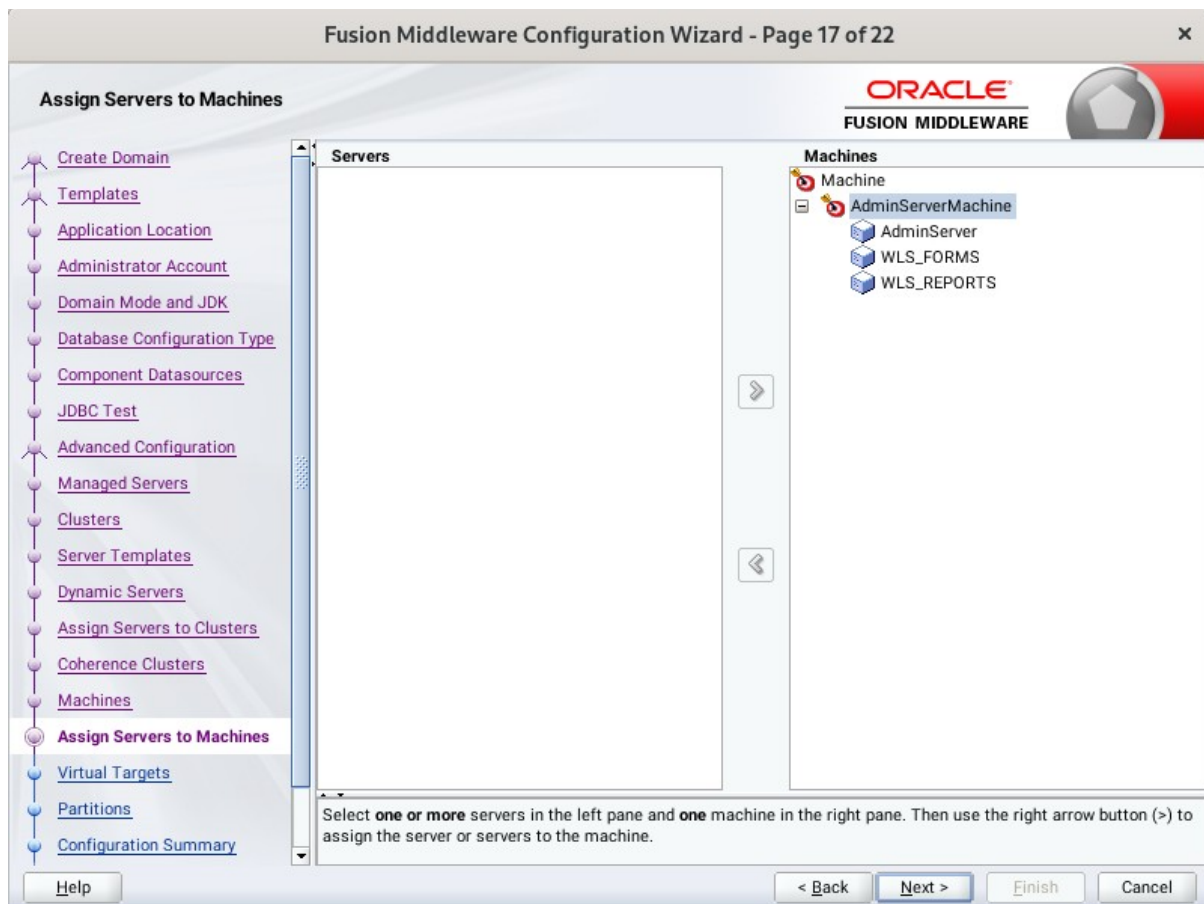 Fusion Middleware Configuration Wizard - Page 17 of 22
Assign Servers to Machines
ORACLE
FUSION MIDDLEWARE
Create Domain
Templates
Application Location
Administrator Account
Domain Mode and JDK
Database Configuration Type
Component Datasources
JDBC Test
Advanced Configuration
Managed Servers
Clusters
Server Templates
Dynamic Servers
Assign Servers to Clusters
Coherence Clusters
Machines
Assign Servers to Machines
Virtual Targets
Partitions
Configuration Summary
Servers
Machines
Machine
AdminServerMachine
AdminServer
WLS_FORMS
WLS_REPORTS
Select one or more servers in the left pane and one machine in the right pane. Then use the right arrow button (>) to
assign the server or servers to the machine.
Help
< Back
Next >
Finish
Cancel